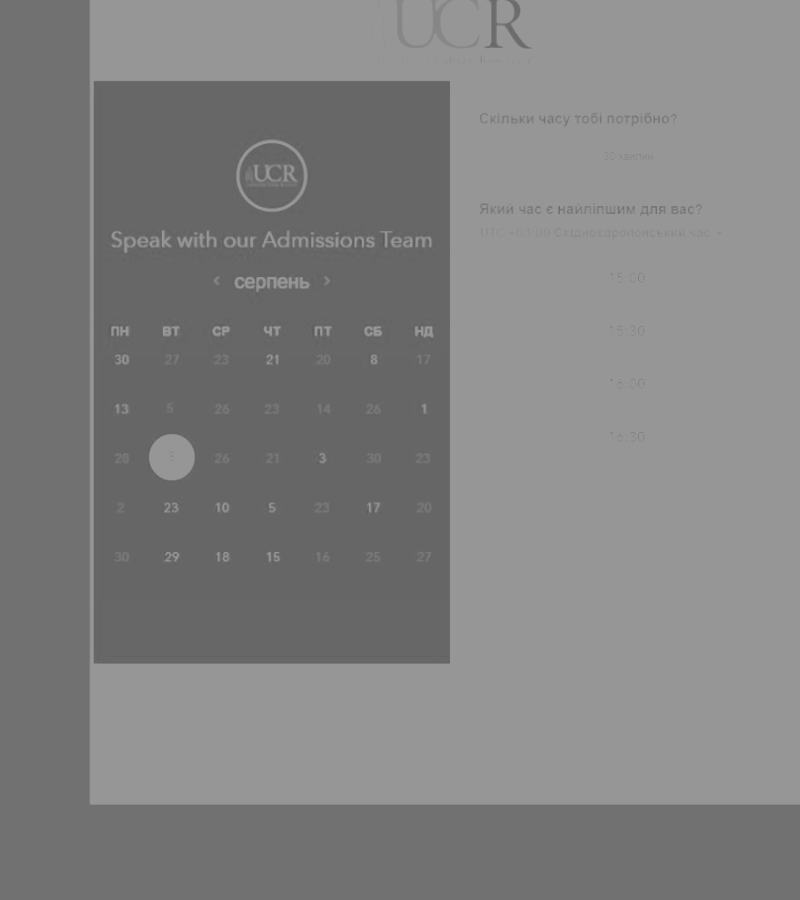 UCR
UCR
Speak with our Admissions Team
‹ серпень ›
ПН ВТ СР ЧТ ПТ СБ НД
30 27 23 21 20 8 17
13 5 26 23 14 26 1
28 26 21 3 30 23
2 23 10 5 23 17 20
30 29 18 15 16 25 27
Скільки часу тобі потрібно?
30 хвилин
Який час є найліпшим для вас?
UTC +03:00 Східноєвропейський час
15:00
15:30
16:00
16:30